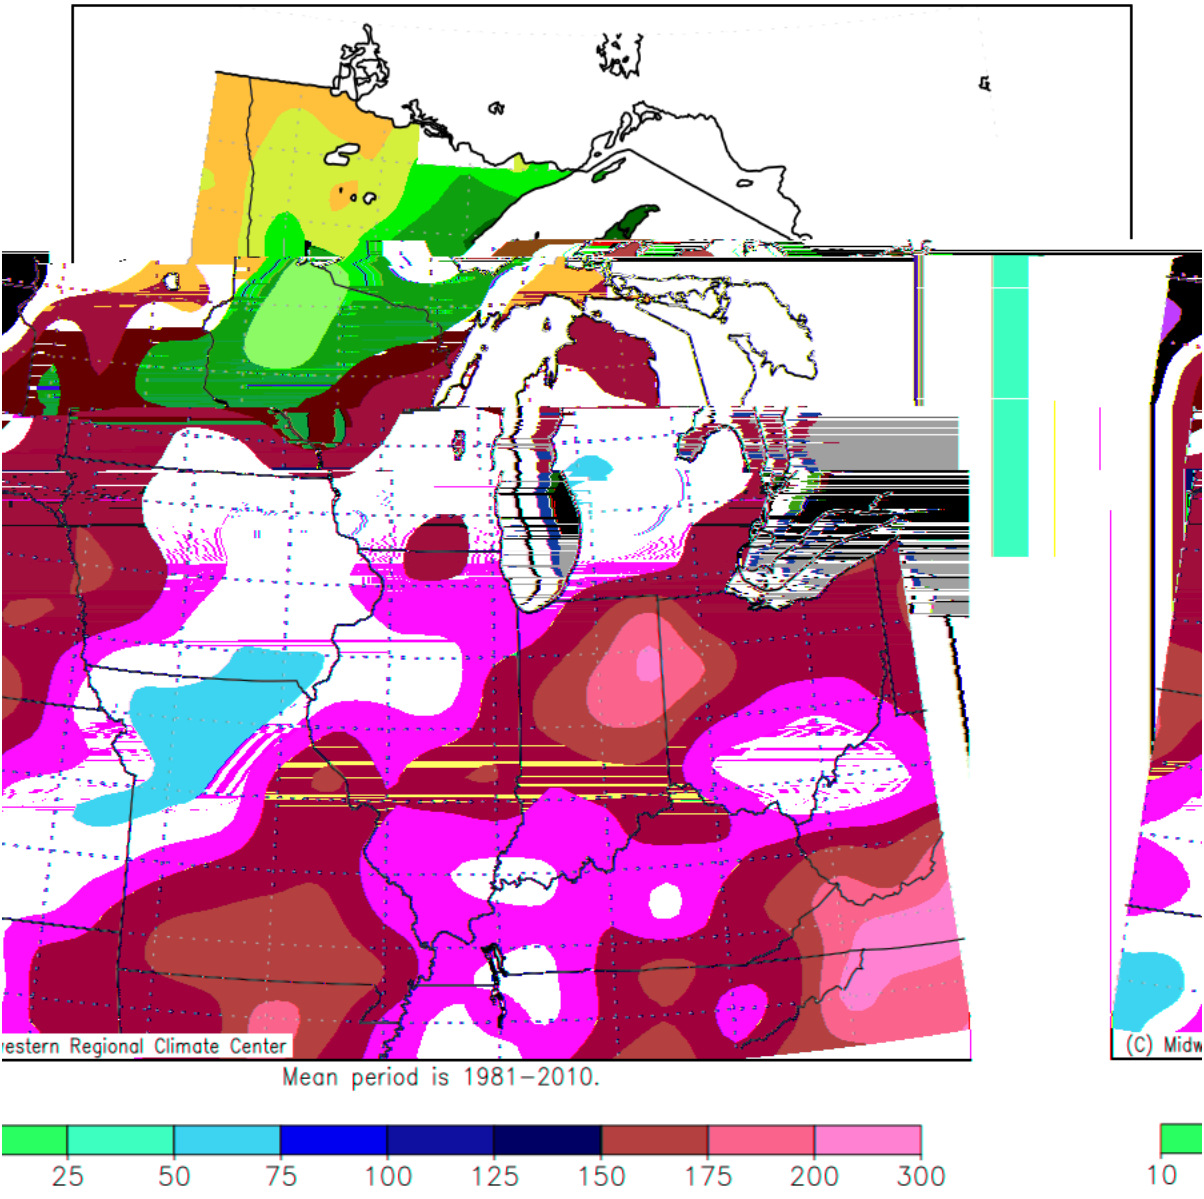 estern Regional Climate Center
(C) Midw
Mean period is 1981-2010.
25 50 75 100 125 150 175 200 300
10